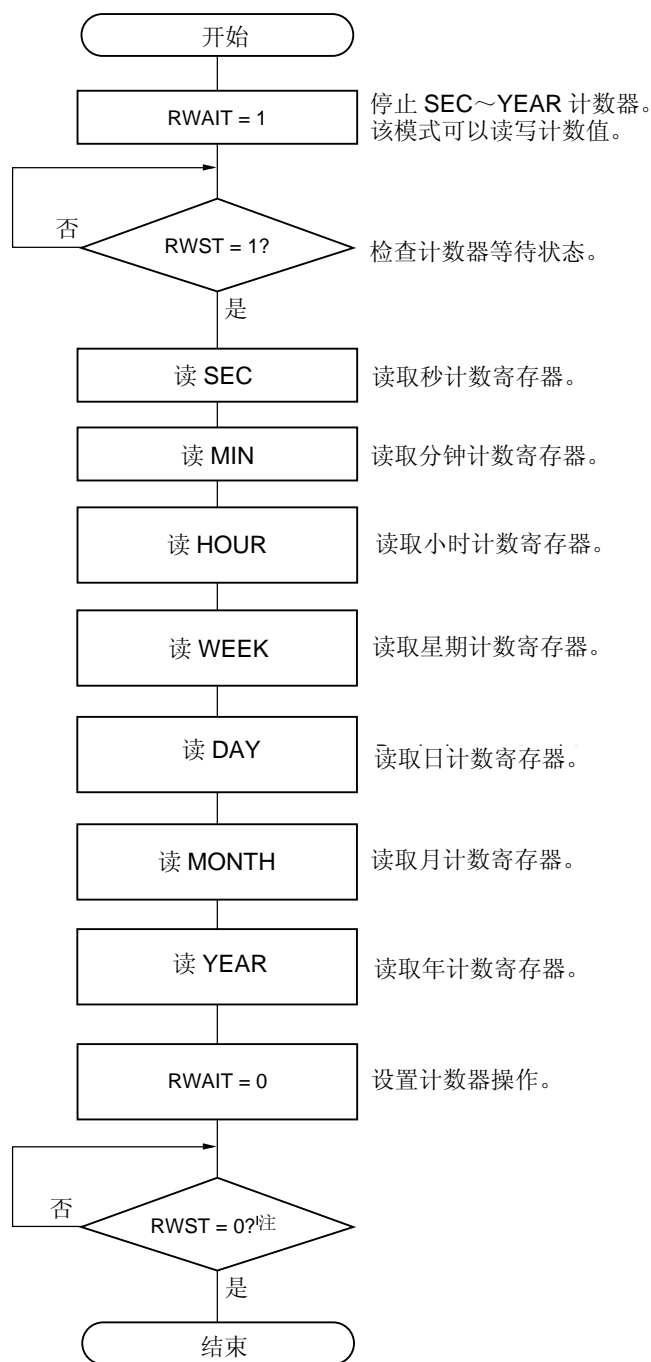 开始
RWAIT = 1
停止 SEC～YEAR 计数器。
该模式可以读写计数值。
否
RWST = 1?
检查计数器等待状态。
是
读 SEC
读取秒计数寄存器。
读 MIN
读取分钟计数寄存器。
读 HOUR
读取小时计数寄存器。
读 WEEK
读取星期计数寄存器。
读 DAY
读取日计数寄存器。
读 MONTH
读取月计数寄存器。
读 YEAR
读取年计数寄存器。
RWAIT = 0
设置计数器操作。
否
RWST = 0?注
是
结束